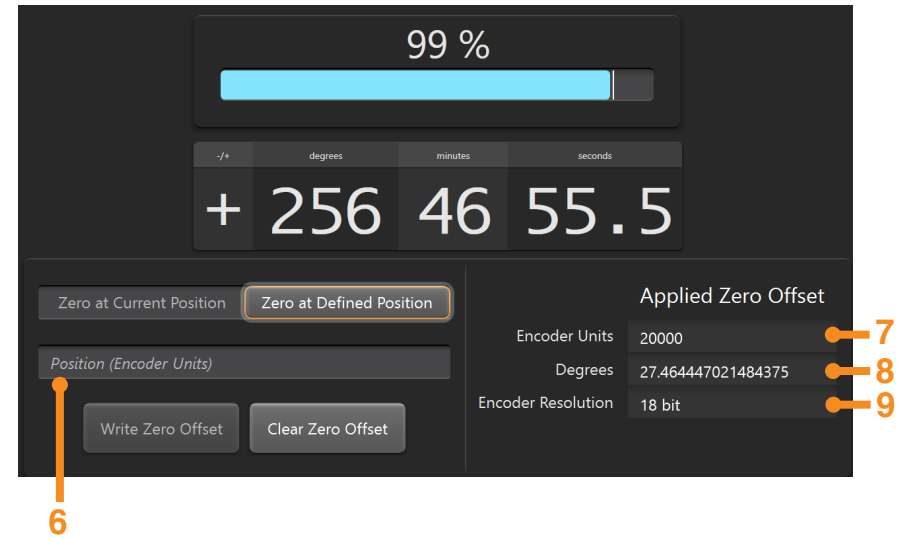 99 %
-/+ degrees minutes seconds
+ 256 46 55.5
Zero at Current Position Zero at Defined Position
Position (Encoder Units)
Write Zero Offset Clear Zero Offset
Applied Zero Offset
Encoder Units 20000 7
Degrees 27.464447021484375 8
Encoder Resolution 18 bit 9
6